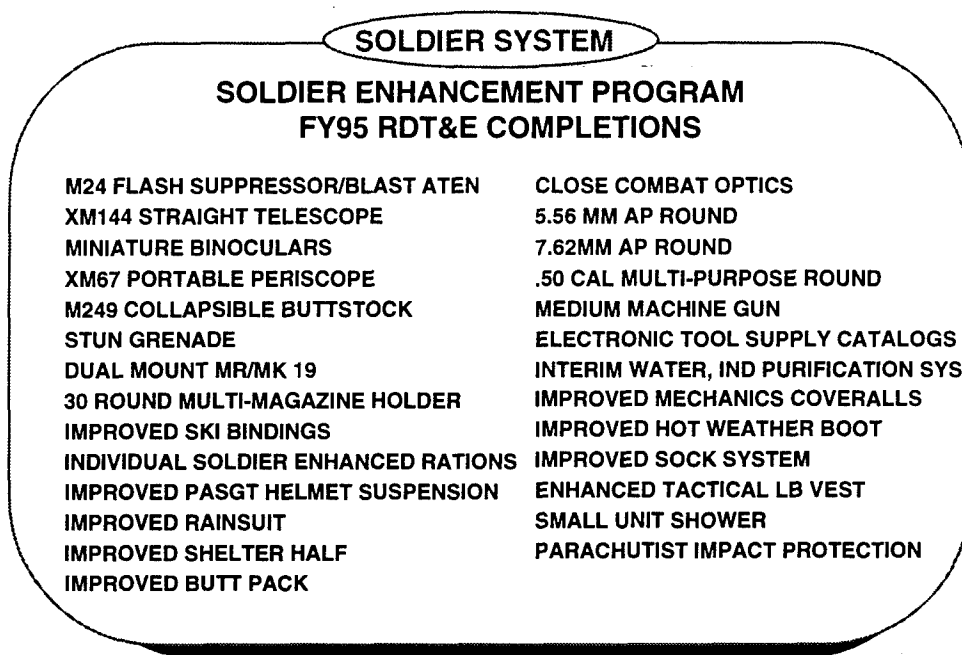 SOLDIER SYSTEM
SOLDIER ENHANCEMENT PROGRAM
FY95 RDT&E COMPLETIONS
M24 FLASH SUPPRESSOR/BLAST ATEN
XM144 STRAIGHT TELESCOPE
MINIATURE BINOCULARS
XM67 PORTABLE PERISCOPE
M249 COLLAPSIBLE BUTTSTOCK
STUN GRENADE
DUAL MOUNT MR/MK 19
30 ROUND MULTI-MAGAZINE HOLDER
IMPROVED SKI BINDINGS
INDIVIDUAL SOLDIER ENHANCED RATIONS
IMPROVED PASGT HELMET SUSPENSION
IMPROVED RAINSUIT
IMPROVED SHELTER HALF
IMPROVED BUTT PACK
CLOSE COMBAT OPTICS
5.56 MM AP ROUND
7.62MM AP ROUND
.50 CAL MULTI-PURPOSE ROUND
MEDIUM MACHINE GUN
ELECTRONIC TOOL SUPPLY CATALOGS
INTERIM WATER, IND PURIFICATION SYS
IMPROVED MECHANICS COVERALLS
IMPROVED HOT WEATHER BOOT
IMPROVED SOCK SYSTEM
ENHANCED TACTICAL LB VEST
SMALL UNIT SHOWER
PARACHUTIST IMPACT PROTECTION